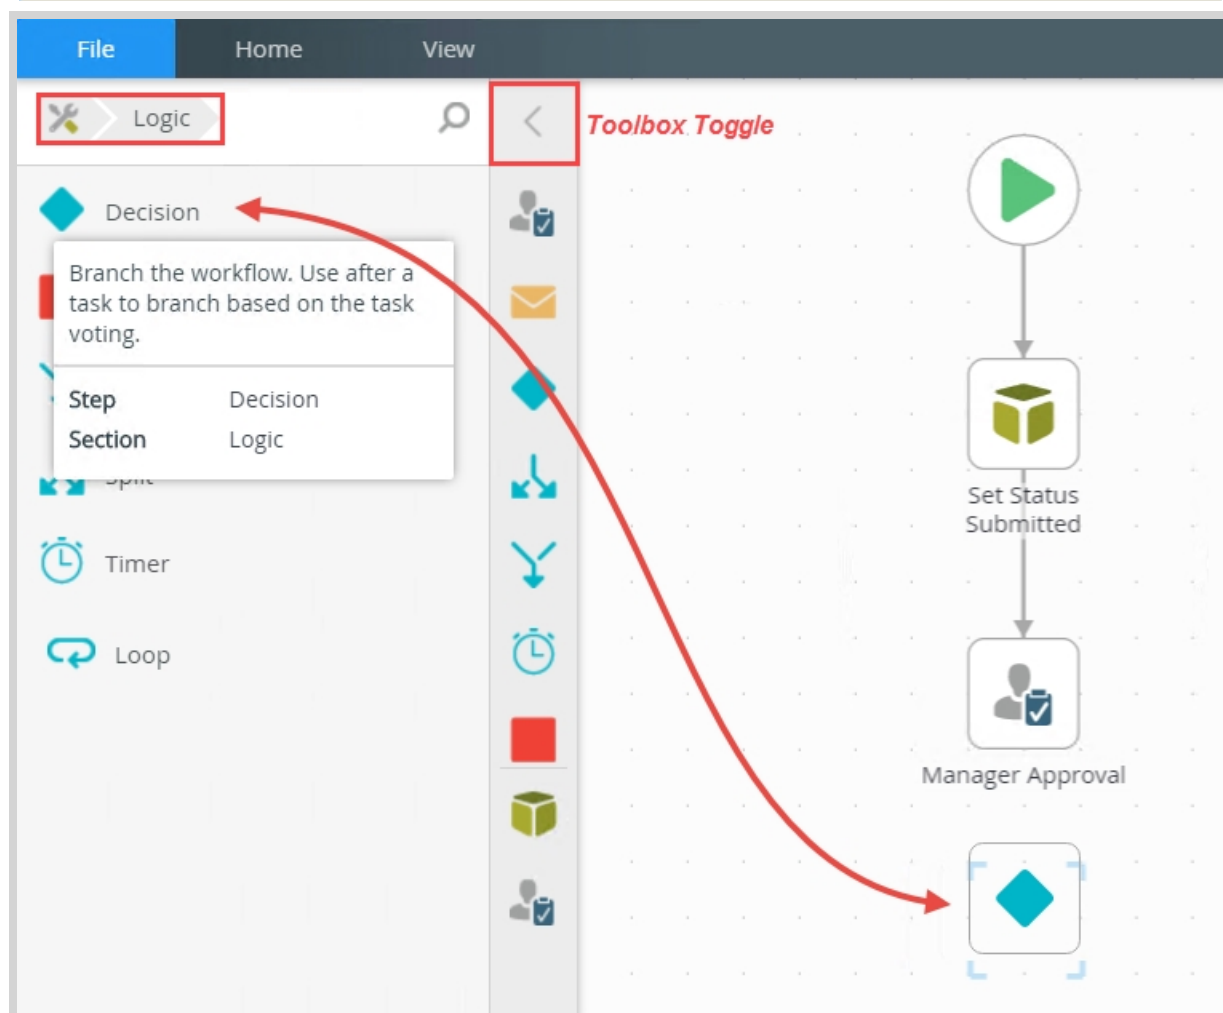 File Home View
Logic
Toolbox Toggle
Decision
Branch the workflow. Use after a
task to branch based on the task
voting.
Step Decision
Section Logic
Split
Timer
Loop
Set Status
Submitted
Manager Approval